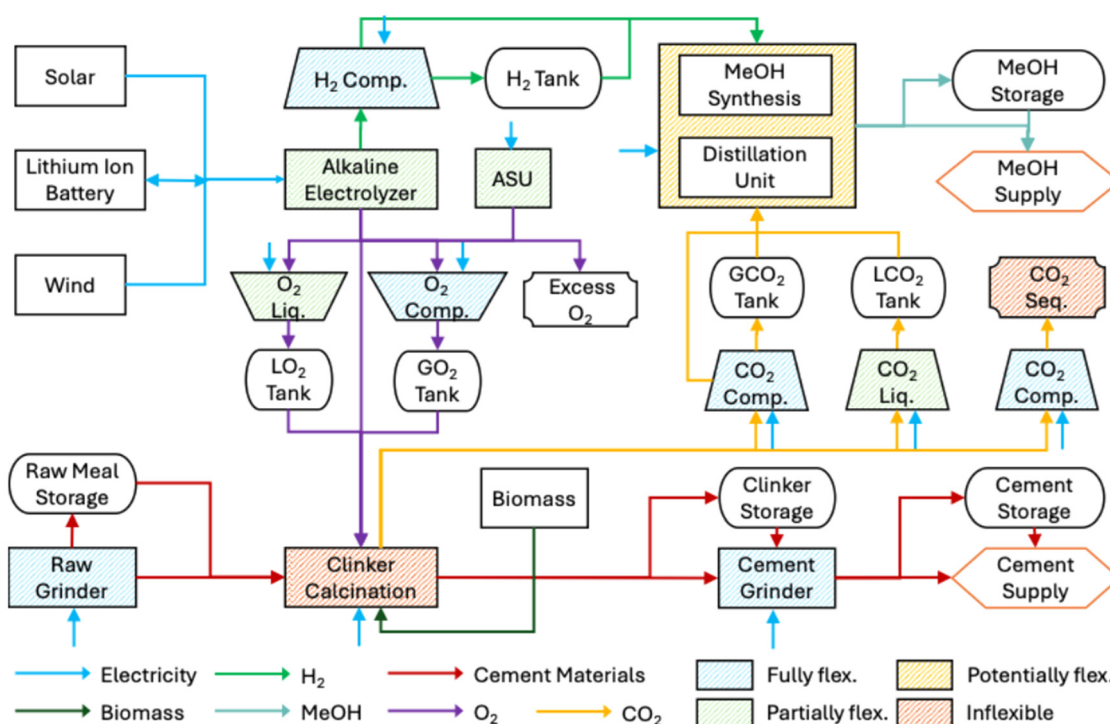 Solar
Lithium Ion
Battery
Wind
H₂ Comp.
H₂ Tank
Alkaline
Electrolyzer
ASU
MeOH
Synthesis
Distillation
Unit
MeOH
Storage
MeOH
Supply
O₂
Liq.
O₂
Comp.
Excess
O₂
LO₂
Tank
GO₂
Tank
GCO₂
Tank
LCO₂
Tank
CO₂
Seq.
CO₂
Comp.
CO₂
Liq.
CO₂
Comp.
Raw Meal
Storage
Biomass
Clinker
Storage
Cement
Storage
Raw
Grinder
Clinker
Calcination
Cement
Grinder
Cement
Supply
Electricity
H₂
Cement Materials
Fully flex.
Potentially flex.
Biomass
MeOH
O₂
CO₂
Partially flex.
Inflexible